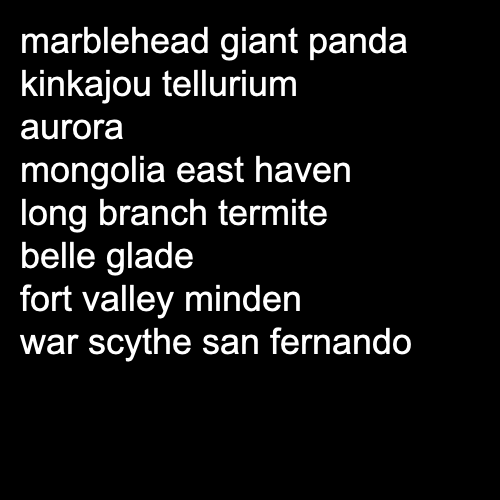 marblehead giant panda
kinkajou tellurium
aurora
mongolia east haven
long branch termite
belle glade
fort valley minden
war scythe san fernando